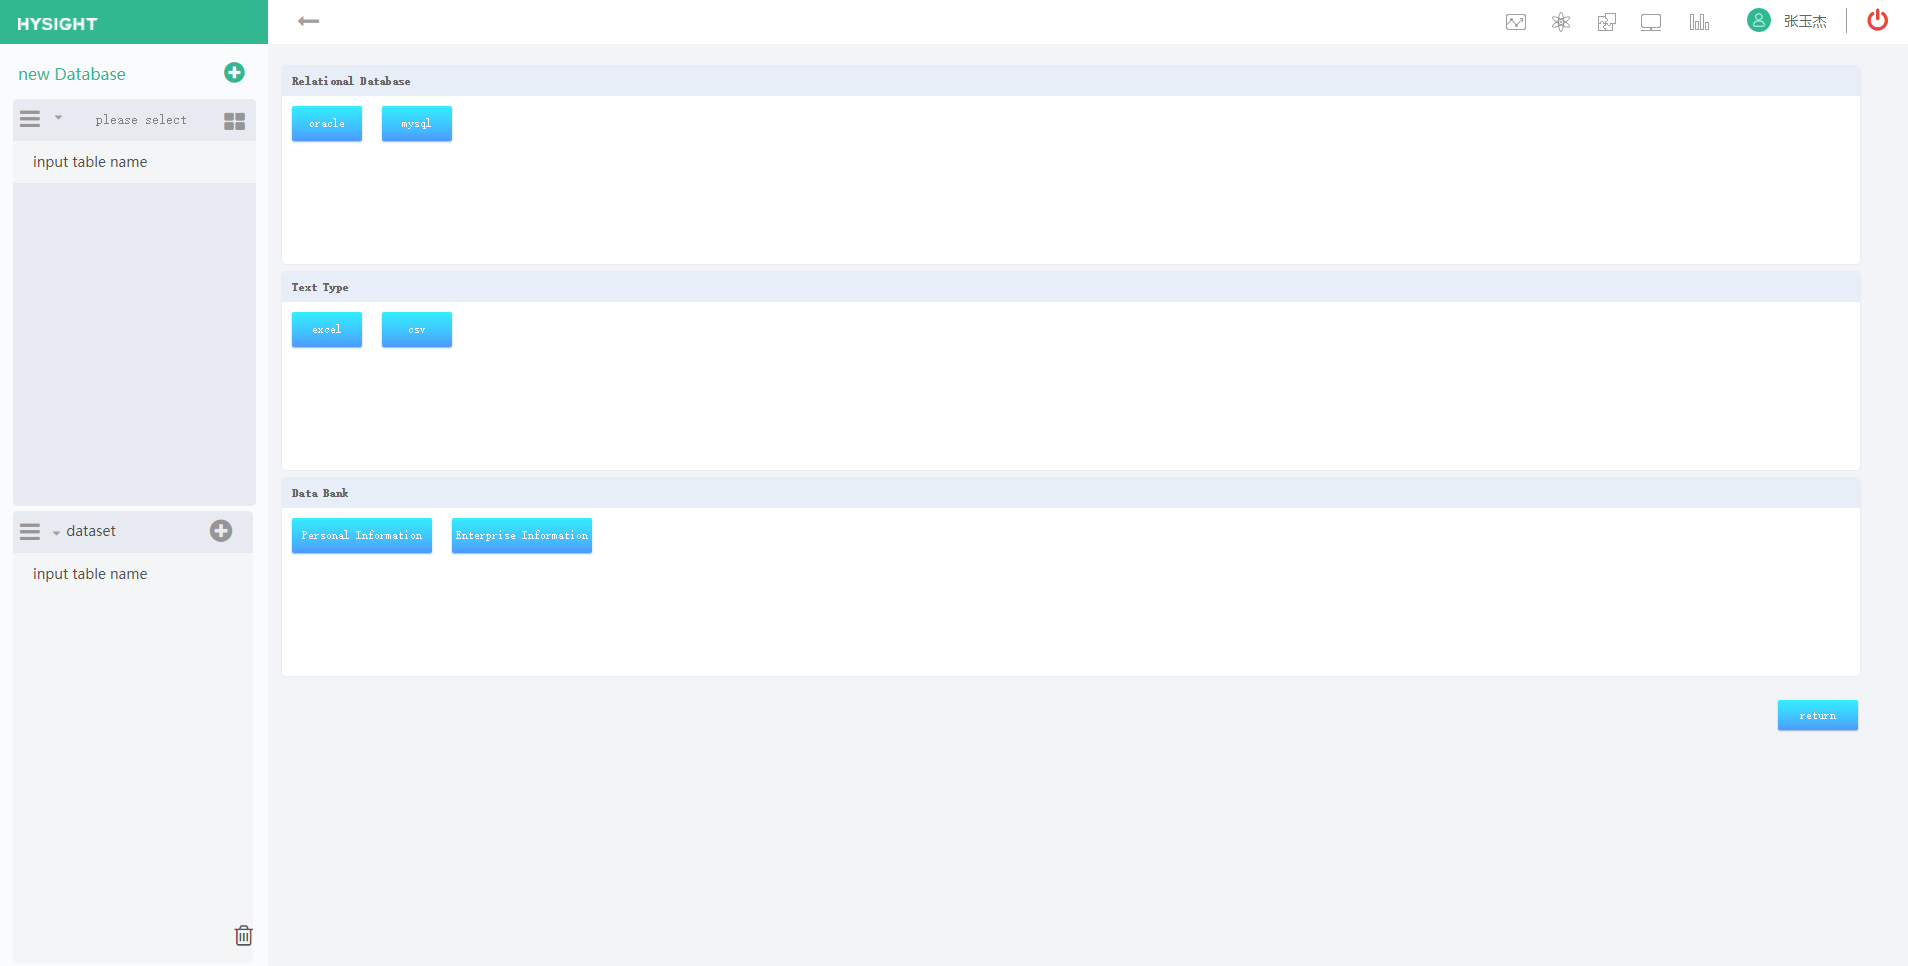 HYSIGHT
张玉杰
new Database
please select
input table name
dataset
input table name
Relational Database
oracle mysql
Text Type
excel csv
Data Bank
Personal Information Enterprise Information
return